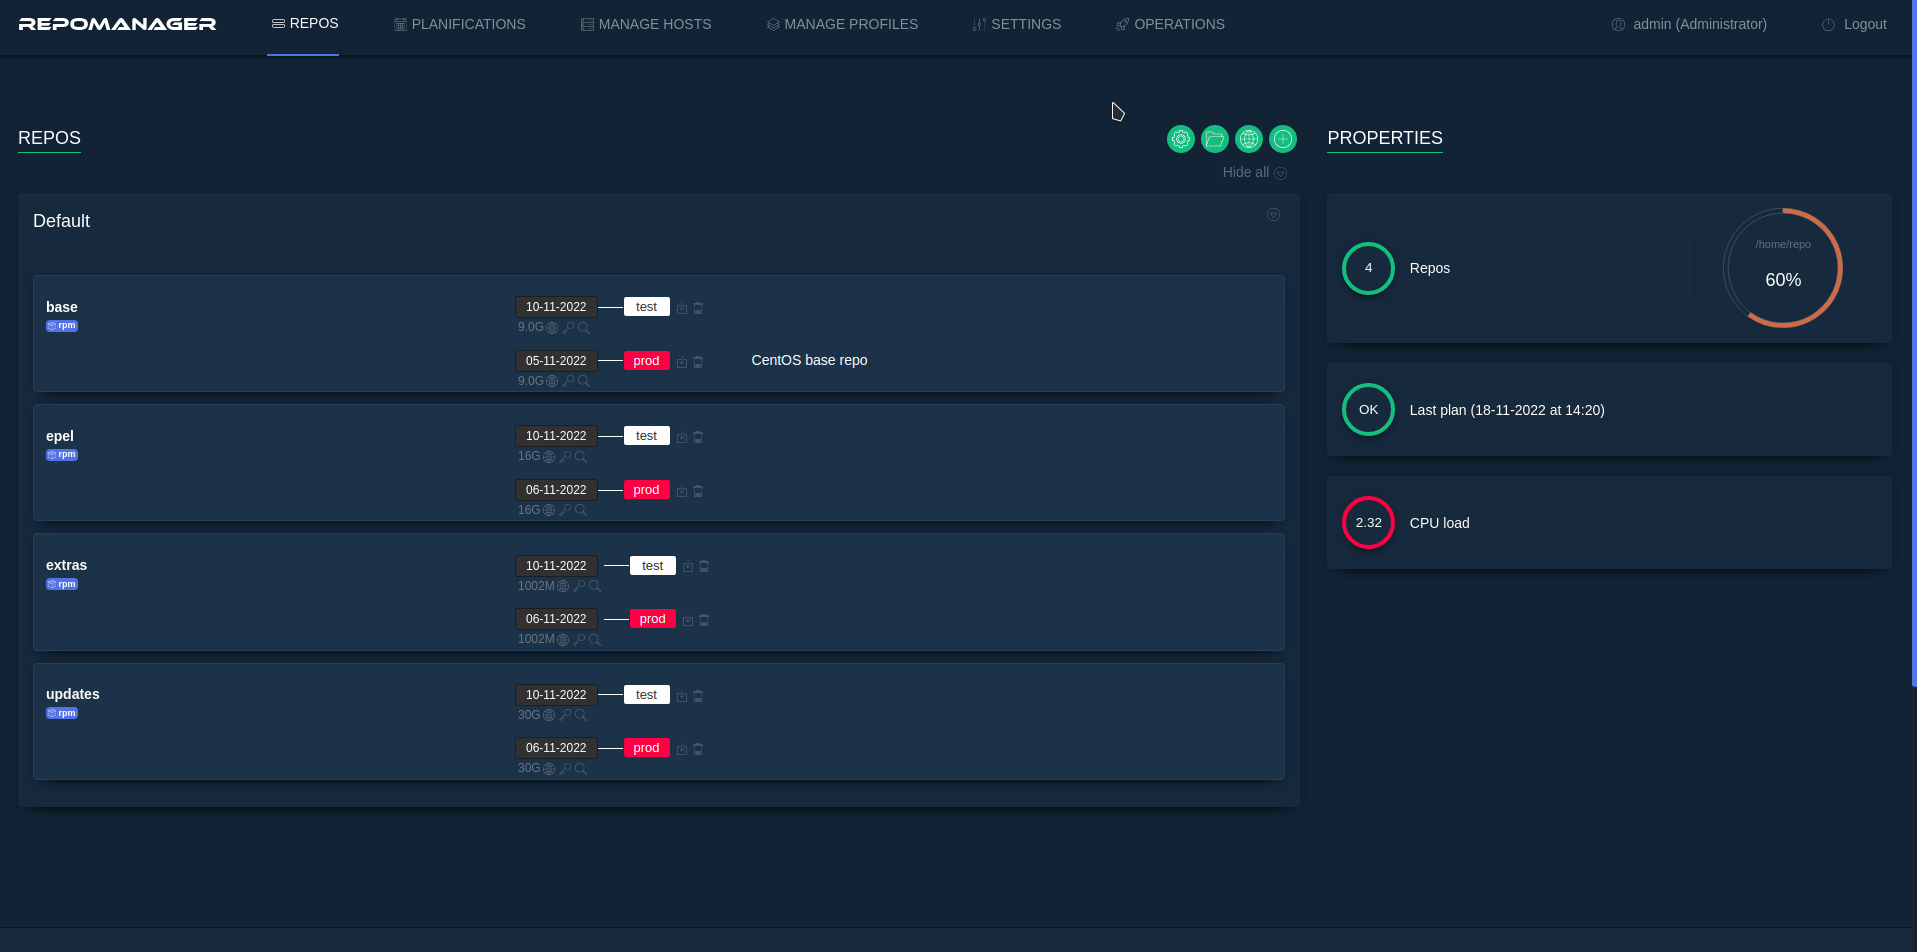 REPOMANAGER
REPOS
PLANIFICATIONS
MANAGE HOSTS
MANAGE PROFILES
SETTINGS
OPERATIONS
admin (Administrator)
Logout
REPOS
Hide all
Default
base
rpm
10-11-2022
test
9.0G
05-11-2022
prod
CentOS base repo
9.0G
epel
rpm
10-11-2022
test
16G
06-11-2022
prod
16G
extras
rpm
10-11-2022
test
1002M
06-11-2022
prod
1002M
updates
rpm
10-11-2022
test
30G
06-11-2022
prod
30G
PROPERTIES
4
Repos
/home/repo
60%
OK
Last plan (18-11-2022 at 14:20)
2.32
CPU load